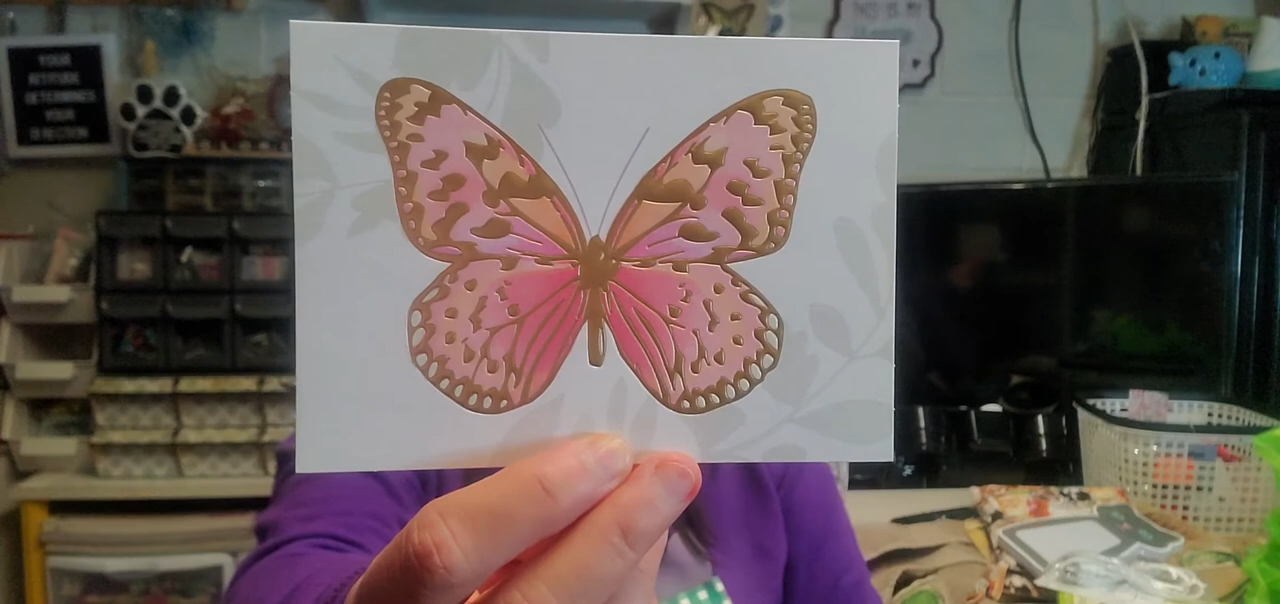 YOUR
ATTITUDE
DETERMINES
YOUR
DIRECTION
THIS IS MY